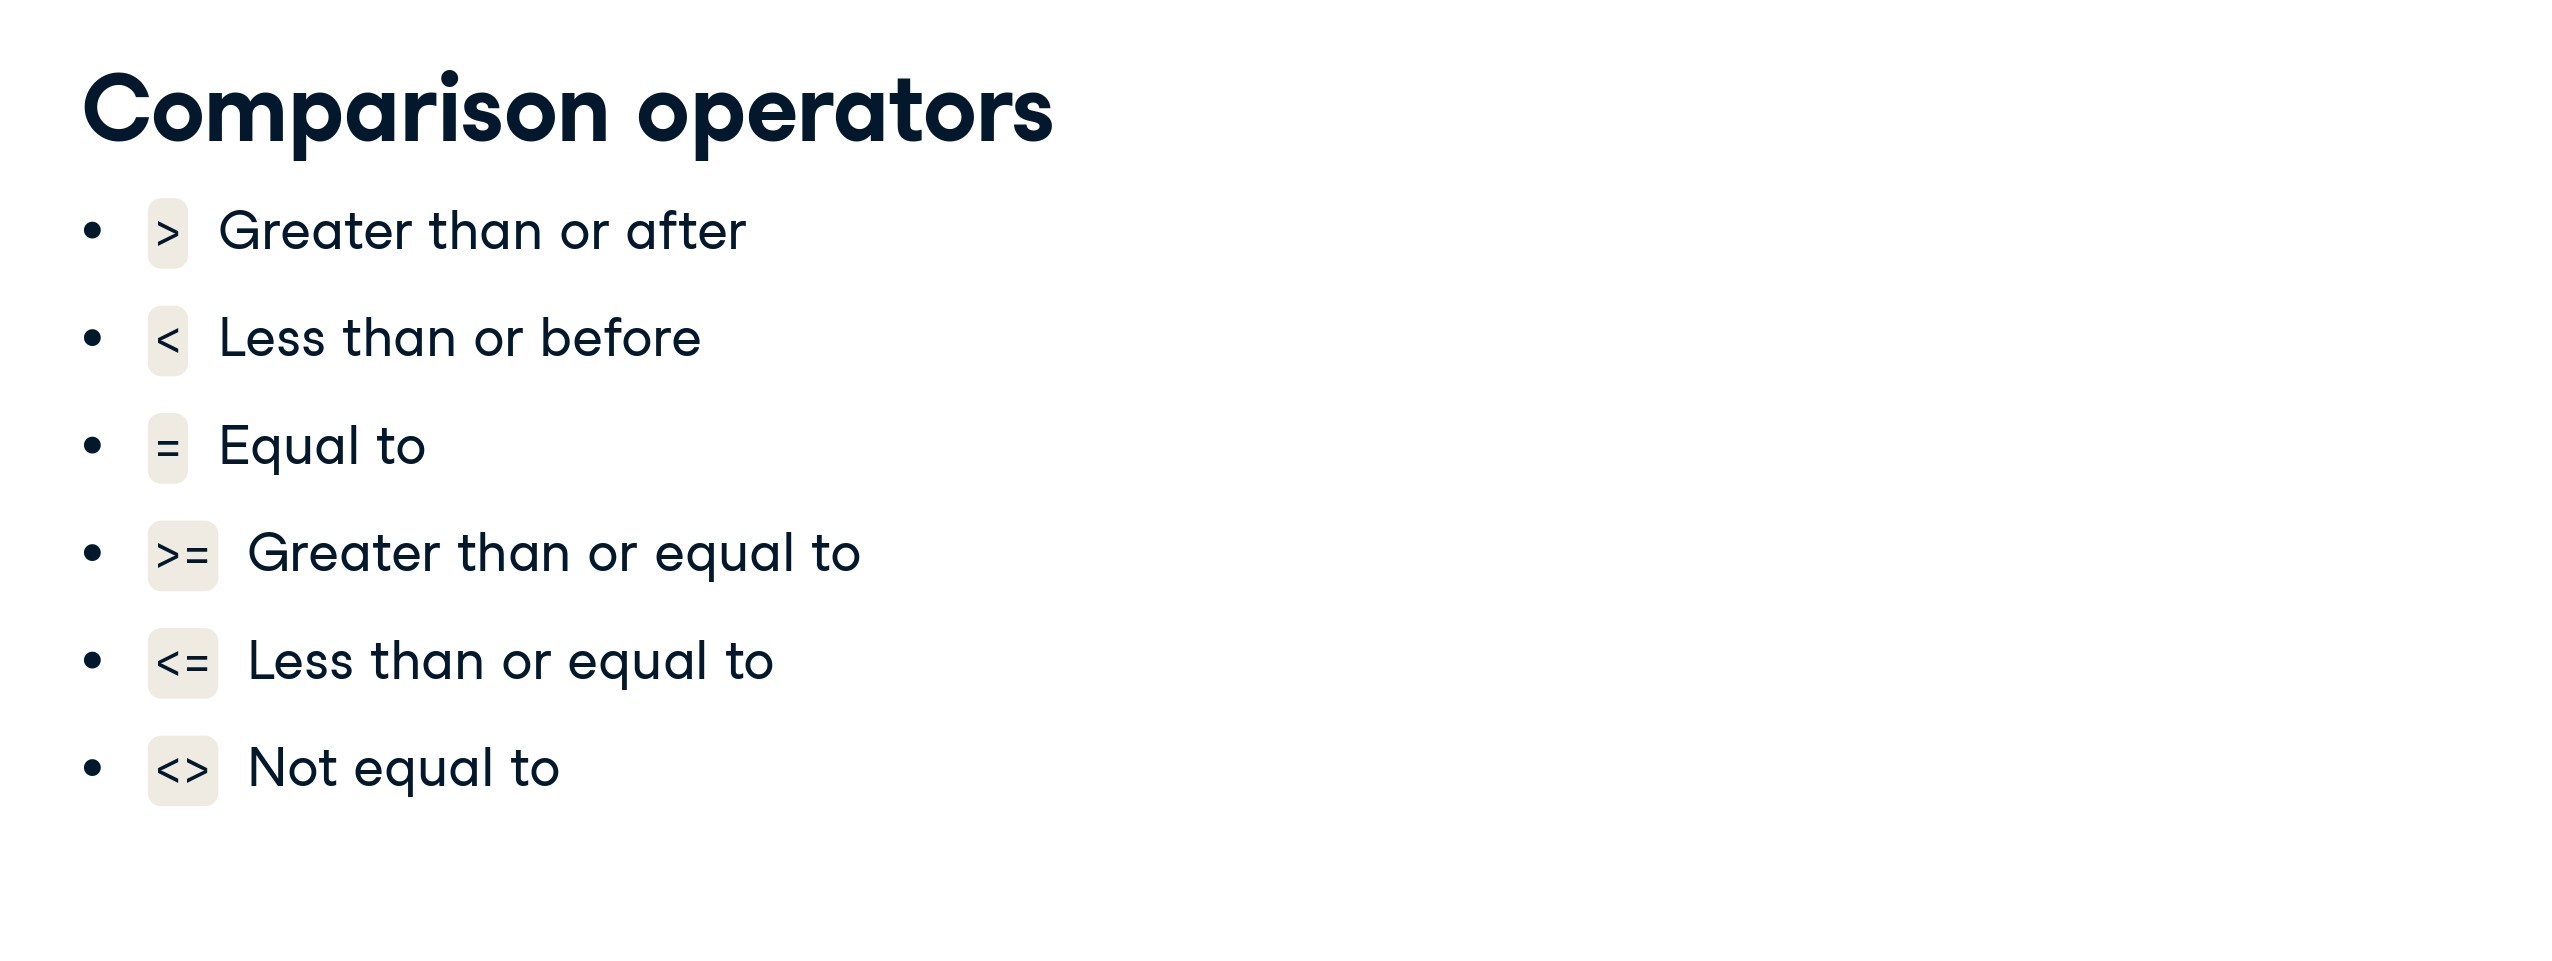 Comparison operators
• > Greater than or after
• < Less than or before
• = Equal to
• >= Greater than or equal to
• <= Less than or equal to
• <> Not equal to